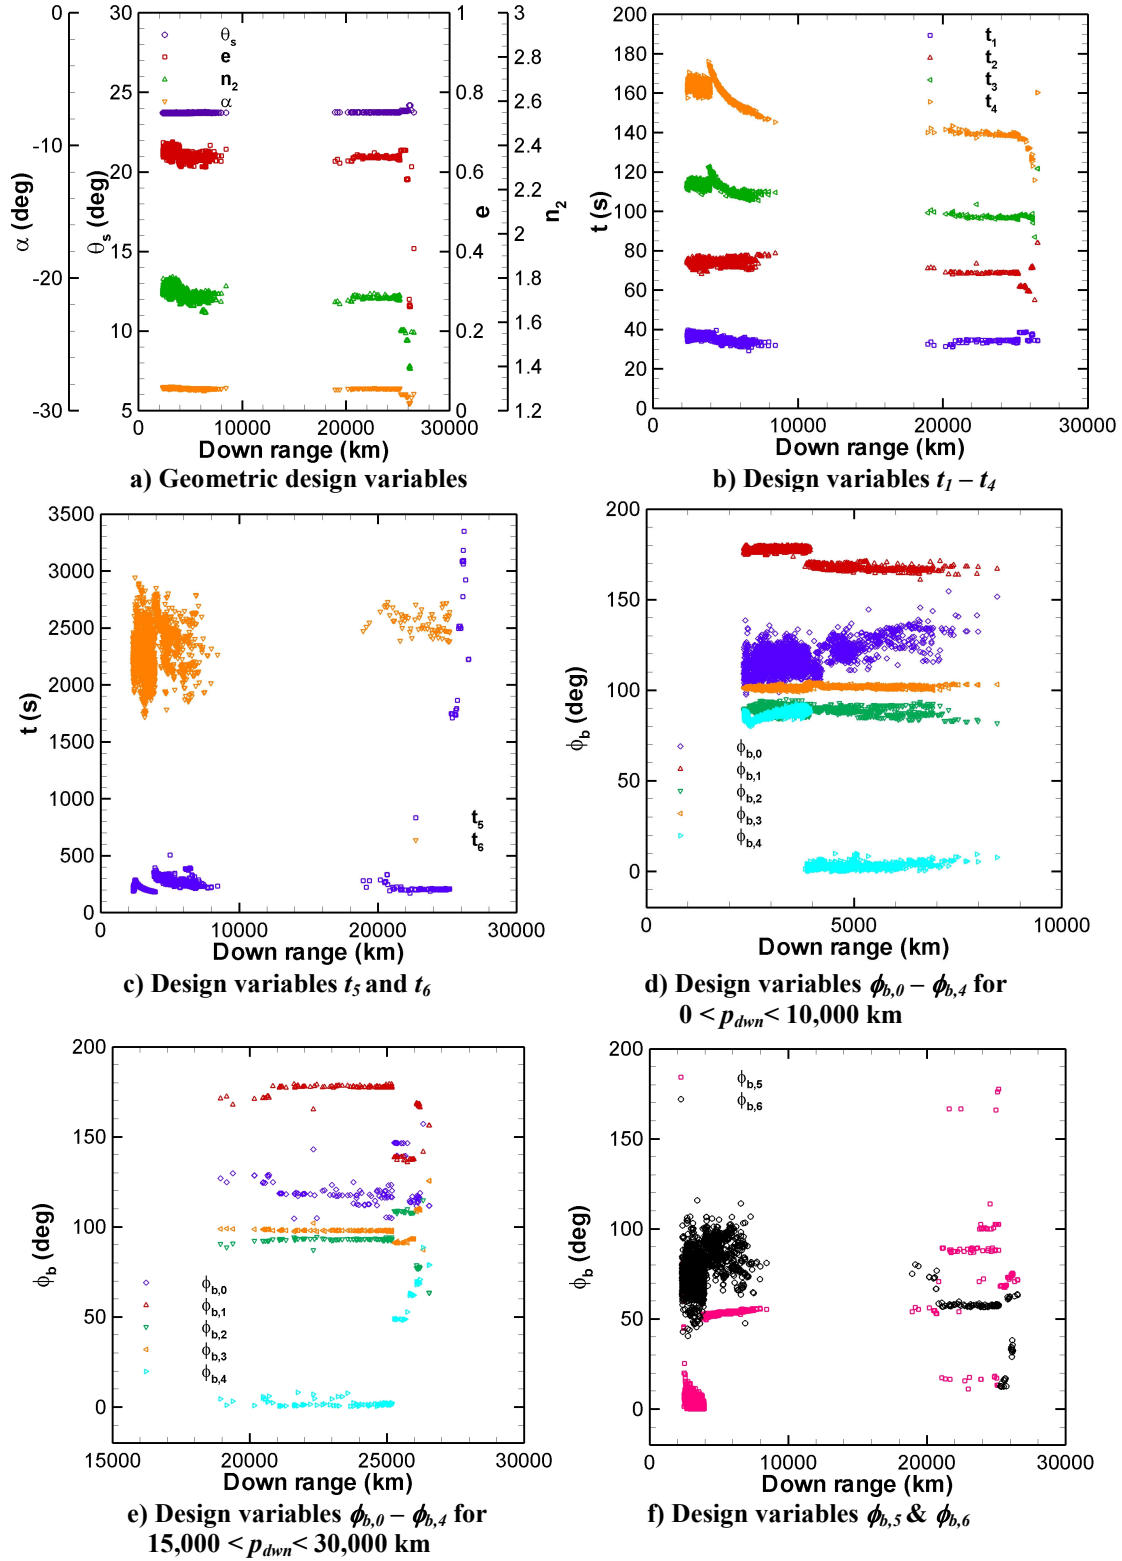 0
-10
-20
-30
α (deg)
30
25
20
15
10
5
θs (deg)
θs
e
n2
α
1
0.8
0.6
0.4
0.2
0
e
3
2.8
2.6
2.4
2.2
2
1.8
1.6
1.4
1.2
n2
0 10000 20000 30000
Down range (km)
a) Geometric design variables
200
180
160
140
120
100
80
60
40
20
0
t (s)
t1
t2
t3
t4
0 10000 20000 30000
Down range (km)
b) Design variables t1 – t4
3500
3000
2500
2000
1500
1000
500
0
t (s)
t5
t6
0 10000 20000 30000
Down range (km)
c) Design variables t5 and t6
200
150
100
50
0
ϕb (deg)
ϕb,0
ϕb,1
ϕb,2
ϕb,3
ϕb,4
0 5000 10000
Down range (km)
d) Design variables ϕb,0 – ϕb,4 for
0 < pdwn< 10,000 km
200
150
100
50
0
ϕb (deg)
ϕb,0
ϕb,1
ϕb,2
ϕb,3
ϕb,4
15000 20000 25000 30000
Down range (km)
e) Design variables ϕb,0 – ϕb,4 for
15,000 < pdwn< 30,000 km
200
150
100
50
0
ϕb (deg)
ϕb,5
ϕb,6
0 10000 20000 30000
Down range (km)
f) Design variables ϕb,5 & ϕb,6